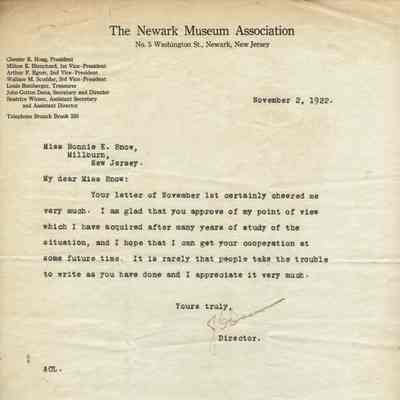 The Newark Museum Association
No. 5 Washington St., Newark, New Jersey
Chester R. Hoag, President
Milton E. Blanchard, 1st Vice-President
Arthur F. Egner, 2nd Vice-President
Wallace M. Scudder, 3rd Vice-President
Louis Bamberger, Treasurer
John Cotton Dana, Secretary and Director
Beatrice Winser, Assistant Secretary
and Assistant Director
Telephone Branch Brook
November 2, 1922.
Miss Bonnie E. Snow,
Millburn,
New Jersey.
My dear Miss Snow:
Your letter of November 1st certainly cheered me
very much. I am glad that you approve of my point of view
which I have acquired after many years of study of the
situation, and I hope that I can get your cooperation at
some future time. It is rarely that people take the trouble
to write as you have done and I appreciate it very much.
Yours truly,
Director.
ACL.